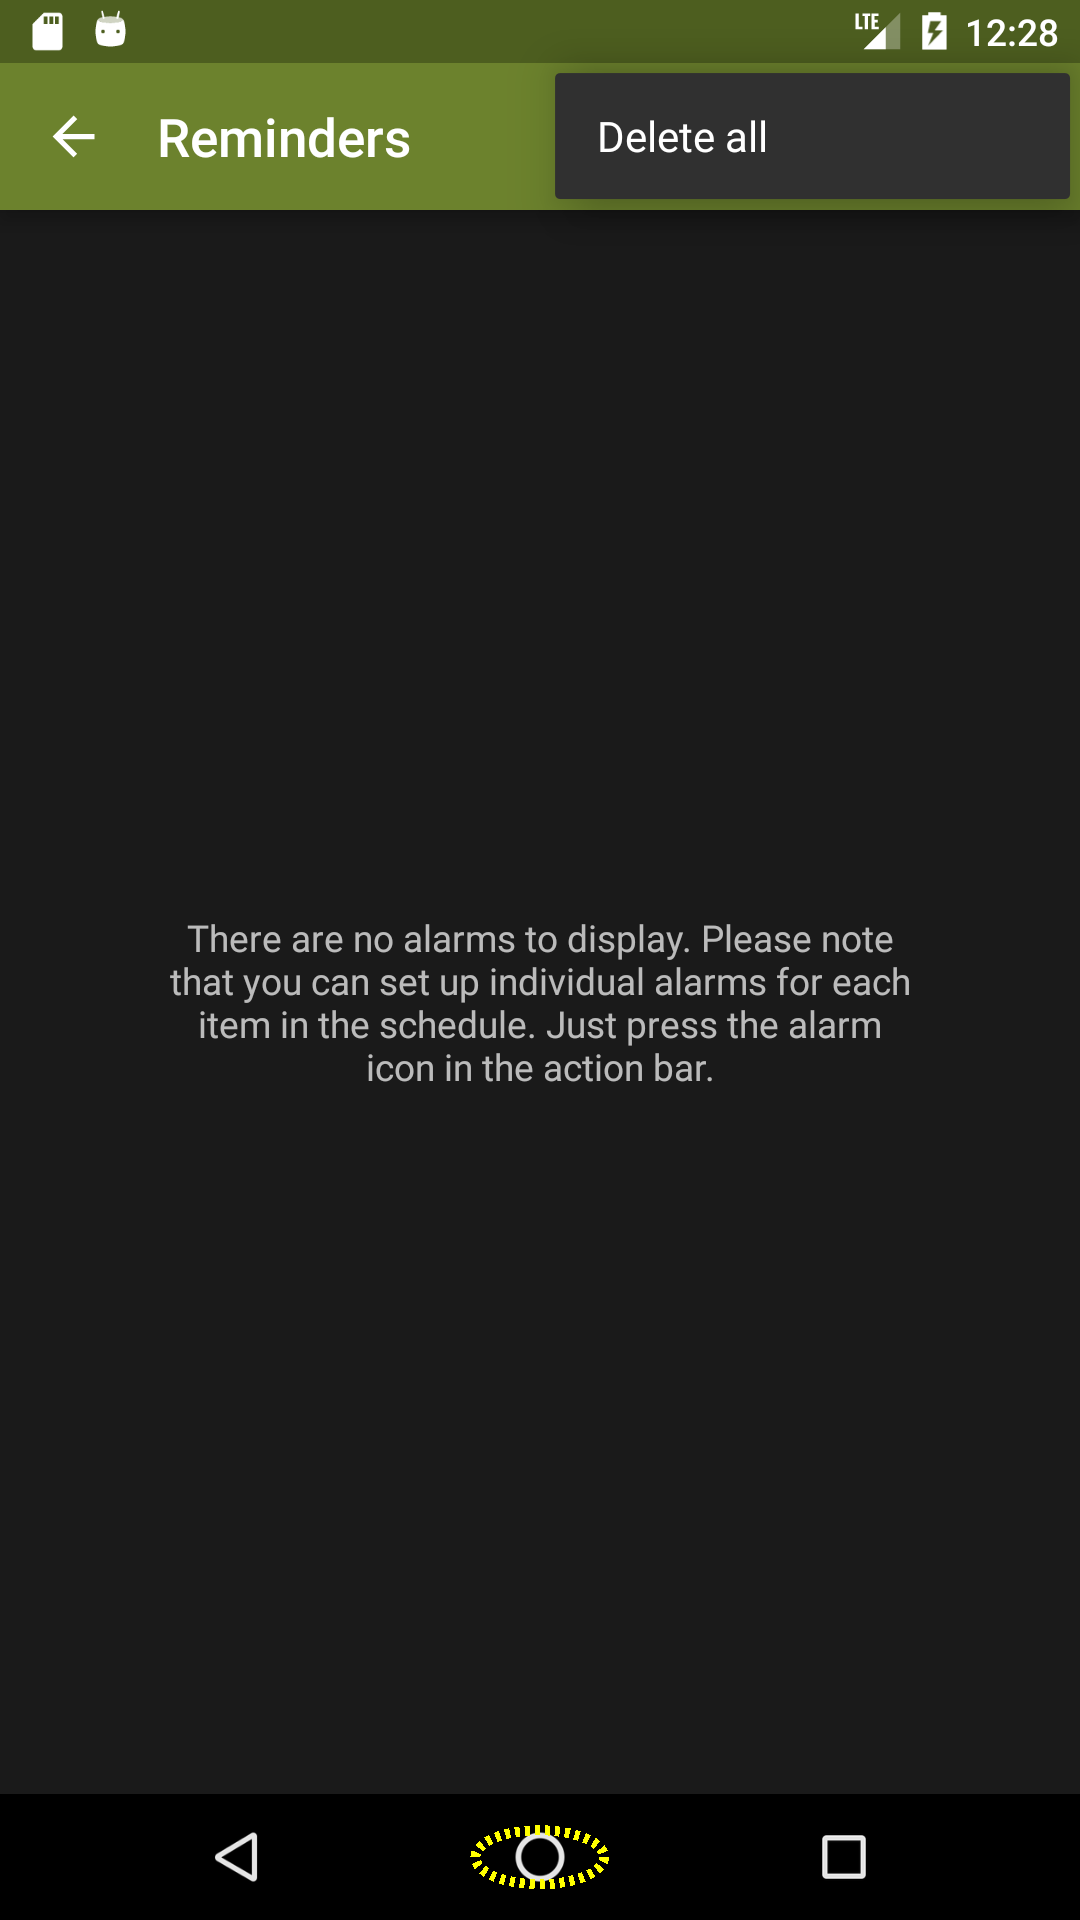 LTE 12:28
Reminders
Delete all
There are no alarms to display. Please note
that you can set up individual alarms for each
item in the schedule. Just press the alarm
icon in the action bar.